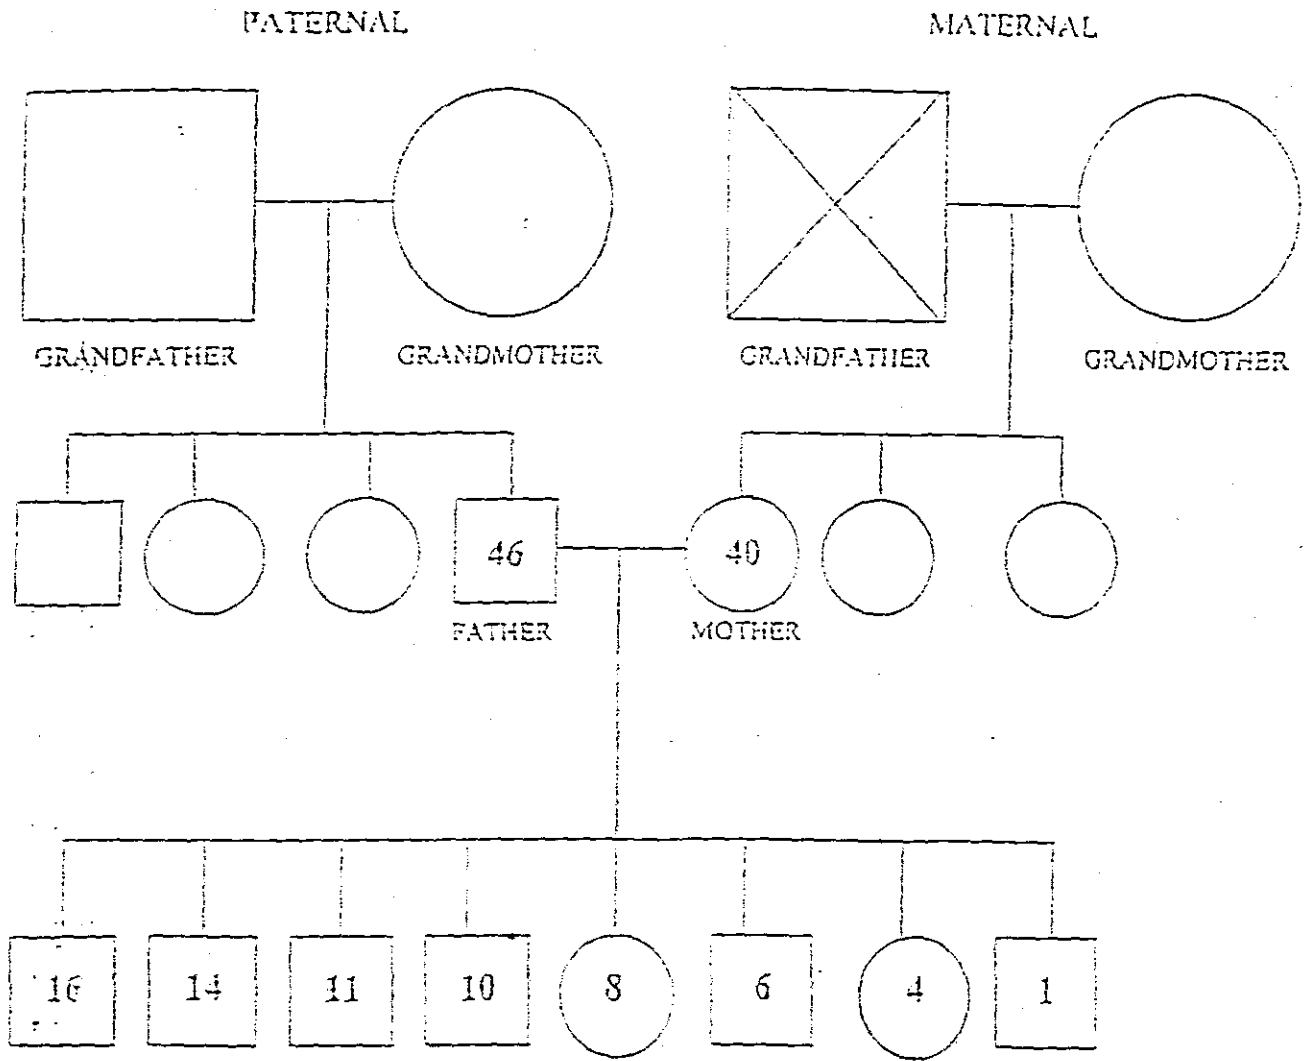 PATERNAL MATERNAL
GRANDFATHER GRANDMOTHER GRANDFATHER GRANDMOTHER
46 40
FATHER MOTHER
16 14 11 10 8 6 4 1